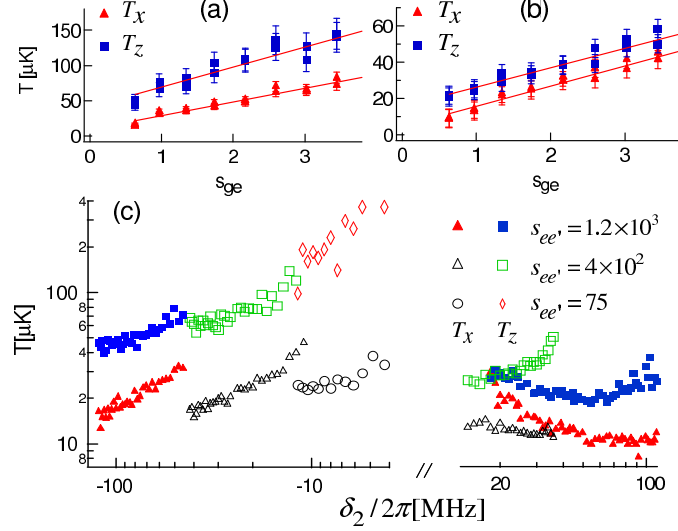 (a)
T_x
T_z
T [µK]
150
100
50
0
0
1
2
3
s_ge
(b)
T_x
T_z
60
40
20
0
0
1
2
3
s_ge
(c)
T[µK]
4
2
100
8
6
4
2
10
8
-100
-10
//
20
100
δ_2/2π[MHz]
s_ee' = 1.2×10^3
s_ee' = 4×10^2
s_ee' = 75
T_x T_z